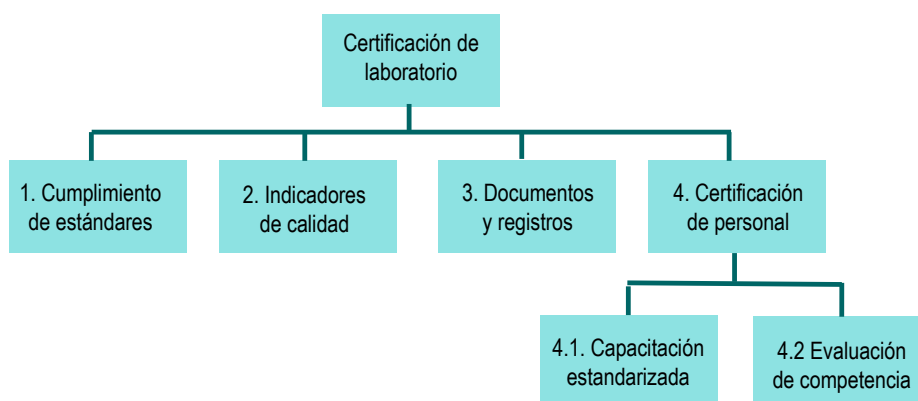 Certificación de
laboratorio
1. Cumplimiento
de estándares
2. Indicadores
de calidad
3. Documentos
y registros
4. Certificación
de personal
4.1. Capacitación
estandarizada
4.2 Evaluación
de competencia